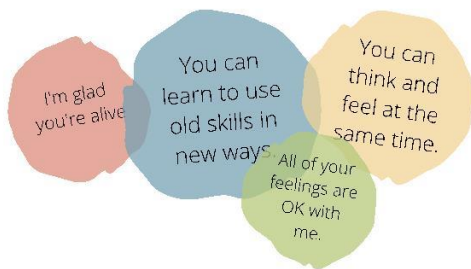 I'm glad
you're alive
You can
learn to use
old skills in
new ways.
You can
think and
feel at the
same time.
All of your
feelings are
OK with
me.